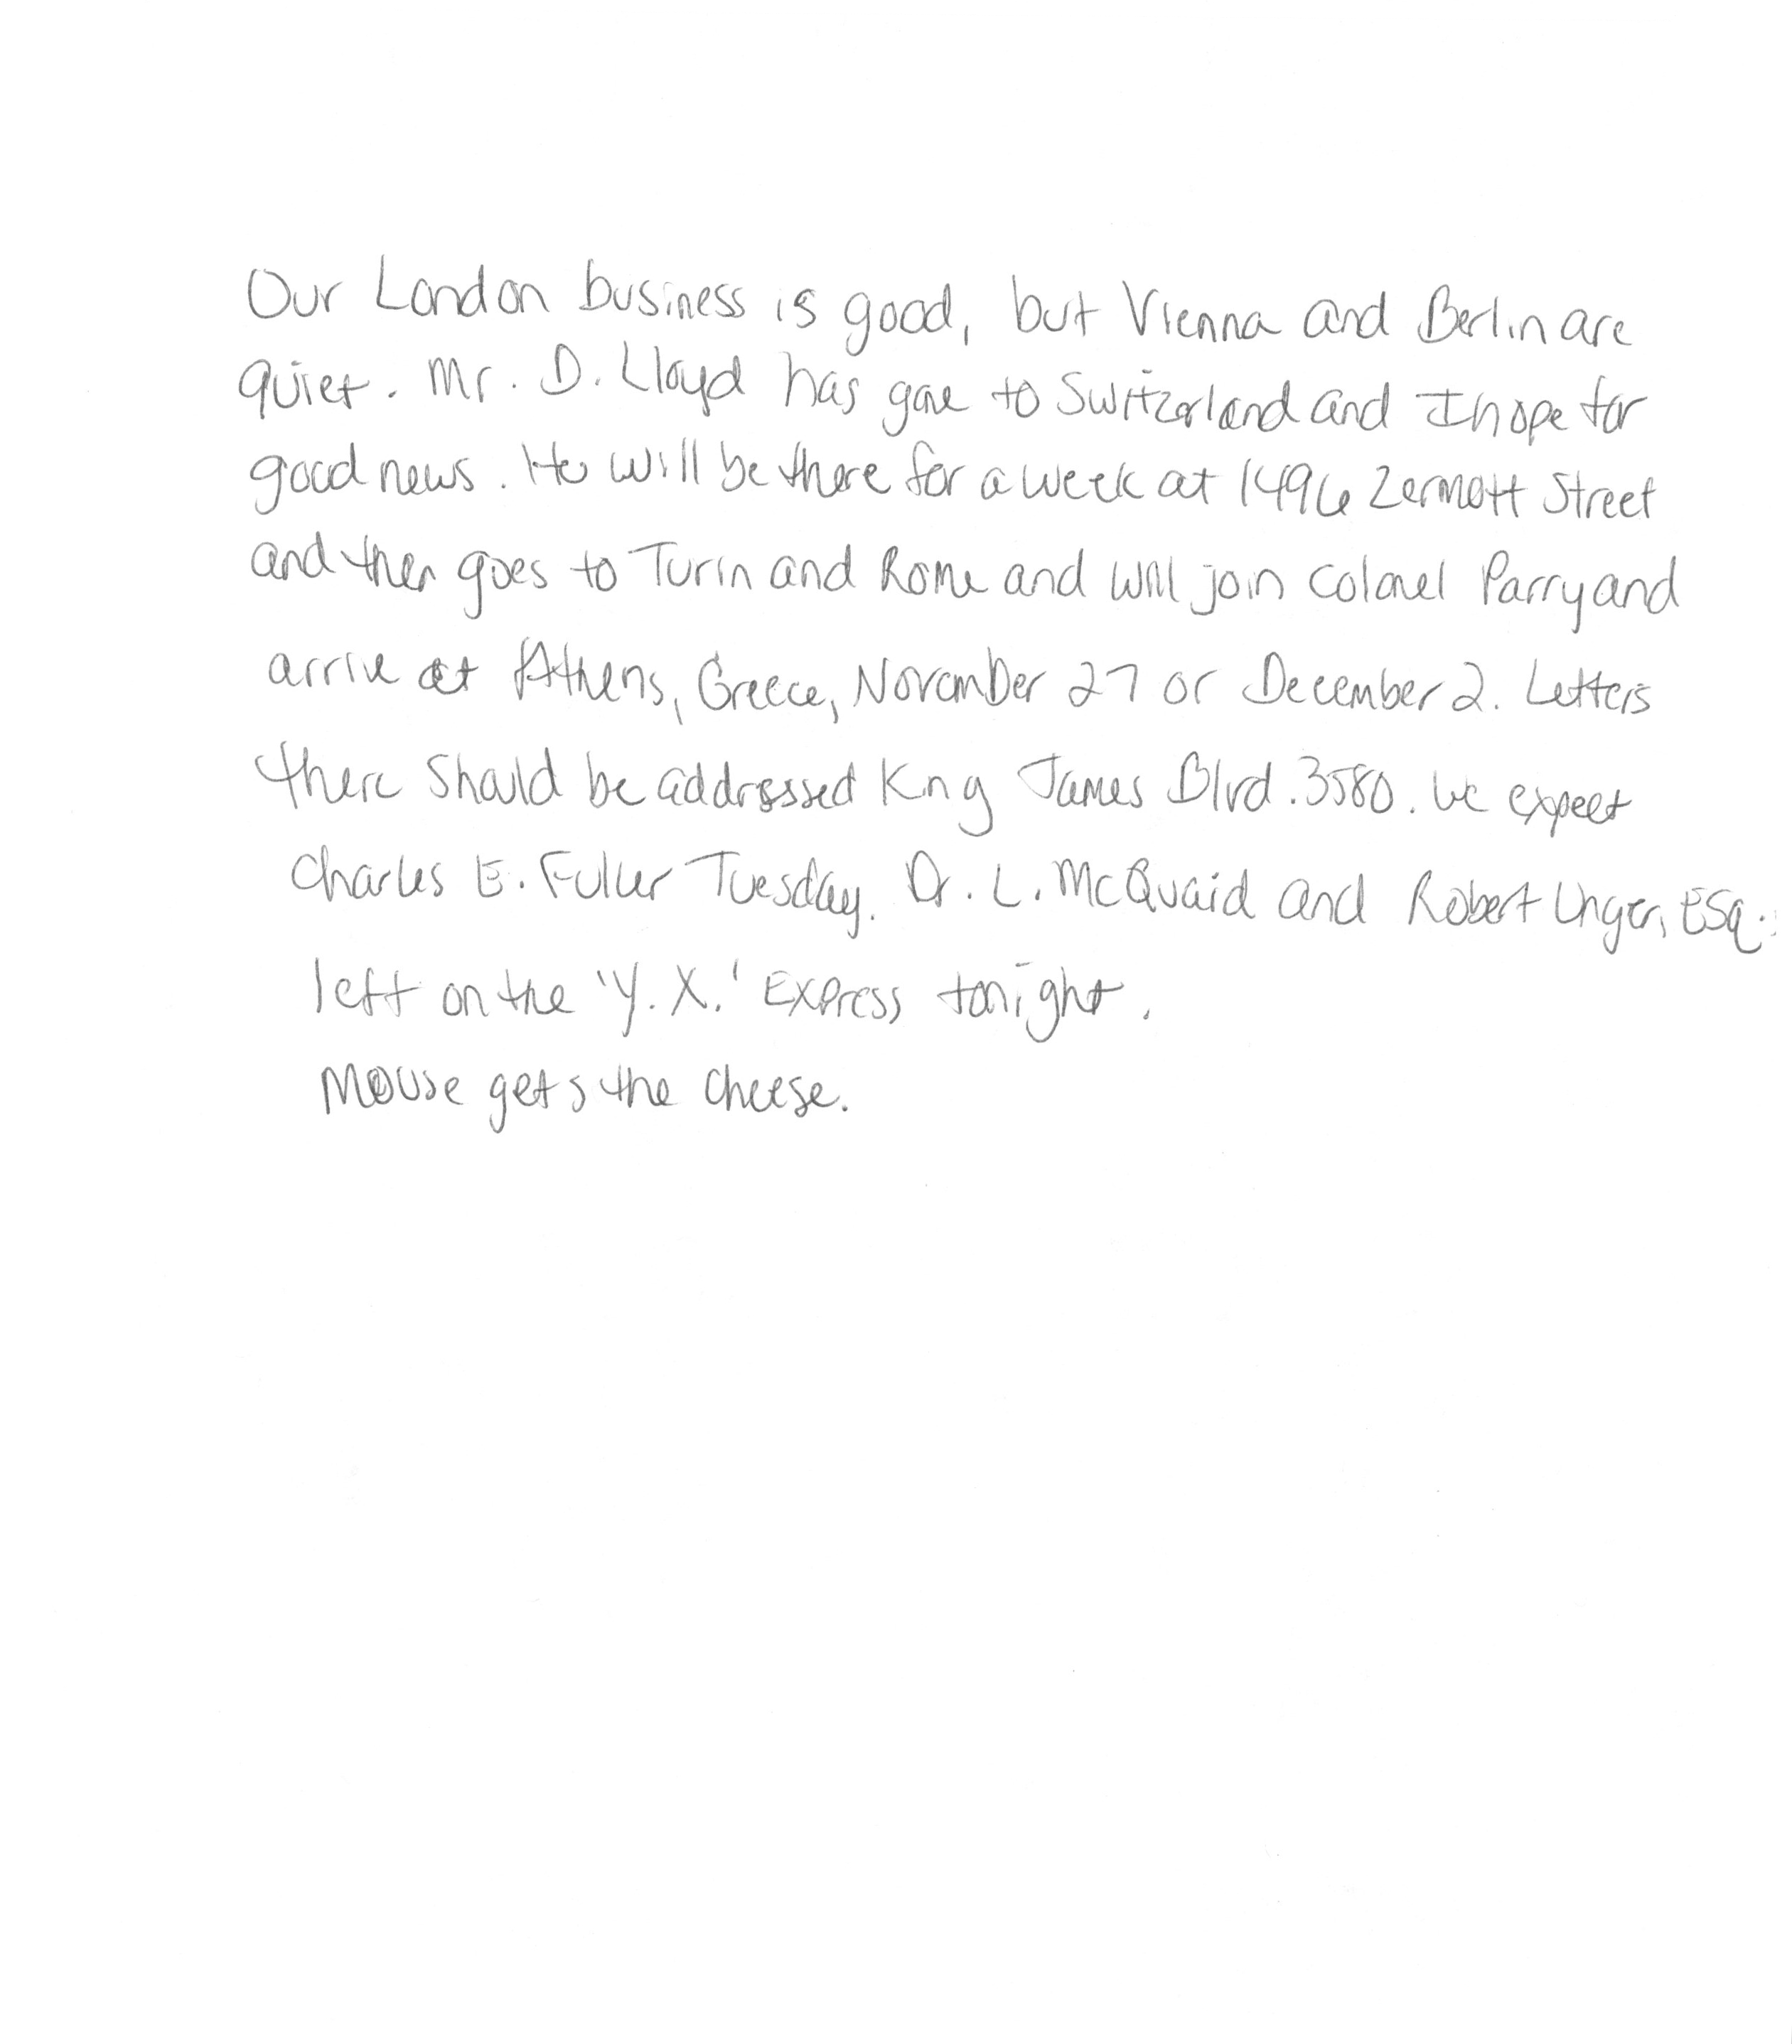 Our London business is good, but Vienna and Berlin are
quiet. Mr. D. Lloyd has gone to Switzerland and I hope for
good news. He will be there for a week at 1496 Zermott Street
and then goes to Turin and Rome and will join Colonel Parry and
arrive at Athens, Greece, November 27 or December 2. Letters
there should be addressed King James Blvd. 3580. We expect
Charles E. Fuller Tuesday. Dr. L. McQuaid and Robert Unger, Esq.,
left on the 'Y.X.' Express tonight.
Mouse gets the cheese.